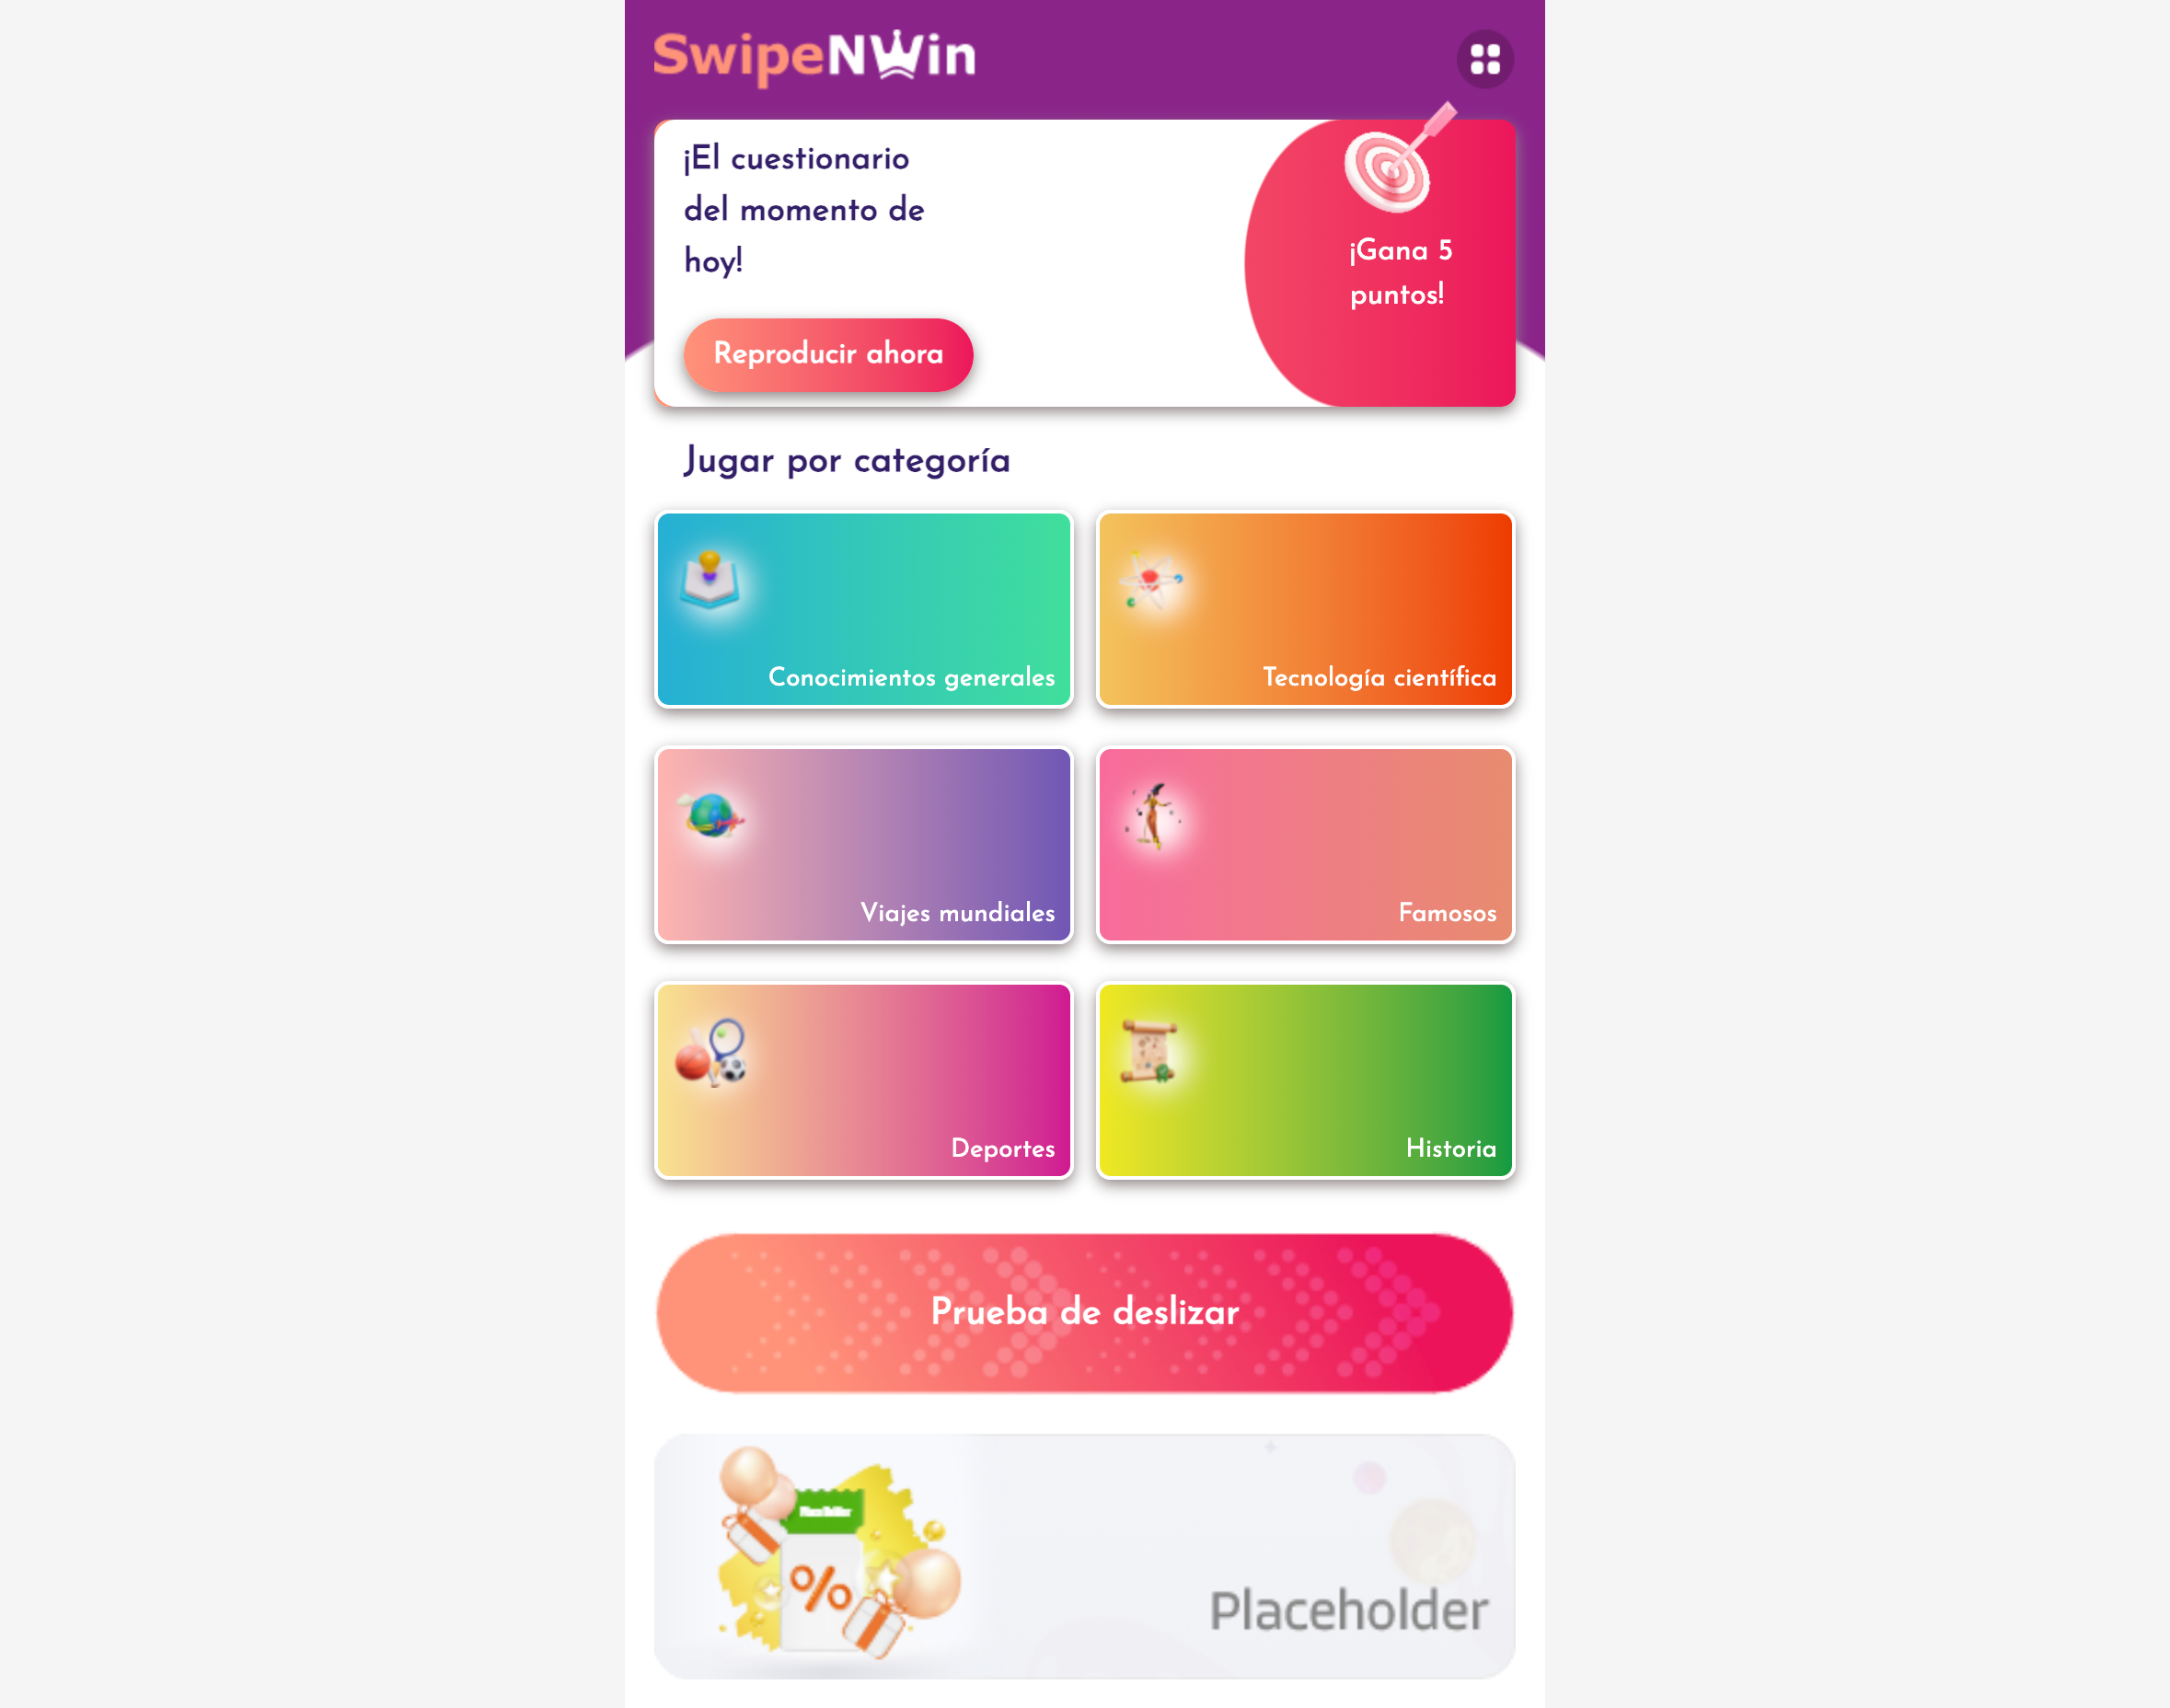 SwipeNWin
¡El cuestionario
del momento de
hoy!
¡Gana 5
puntos!
Reproducir ahora
Jugar por categoría
Conocimientos generales
Tecnología científica
Viajes mundiales
Famosos
Deportes
Historia
Prueba de deslizar
%
Placeholder